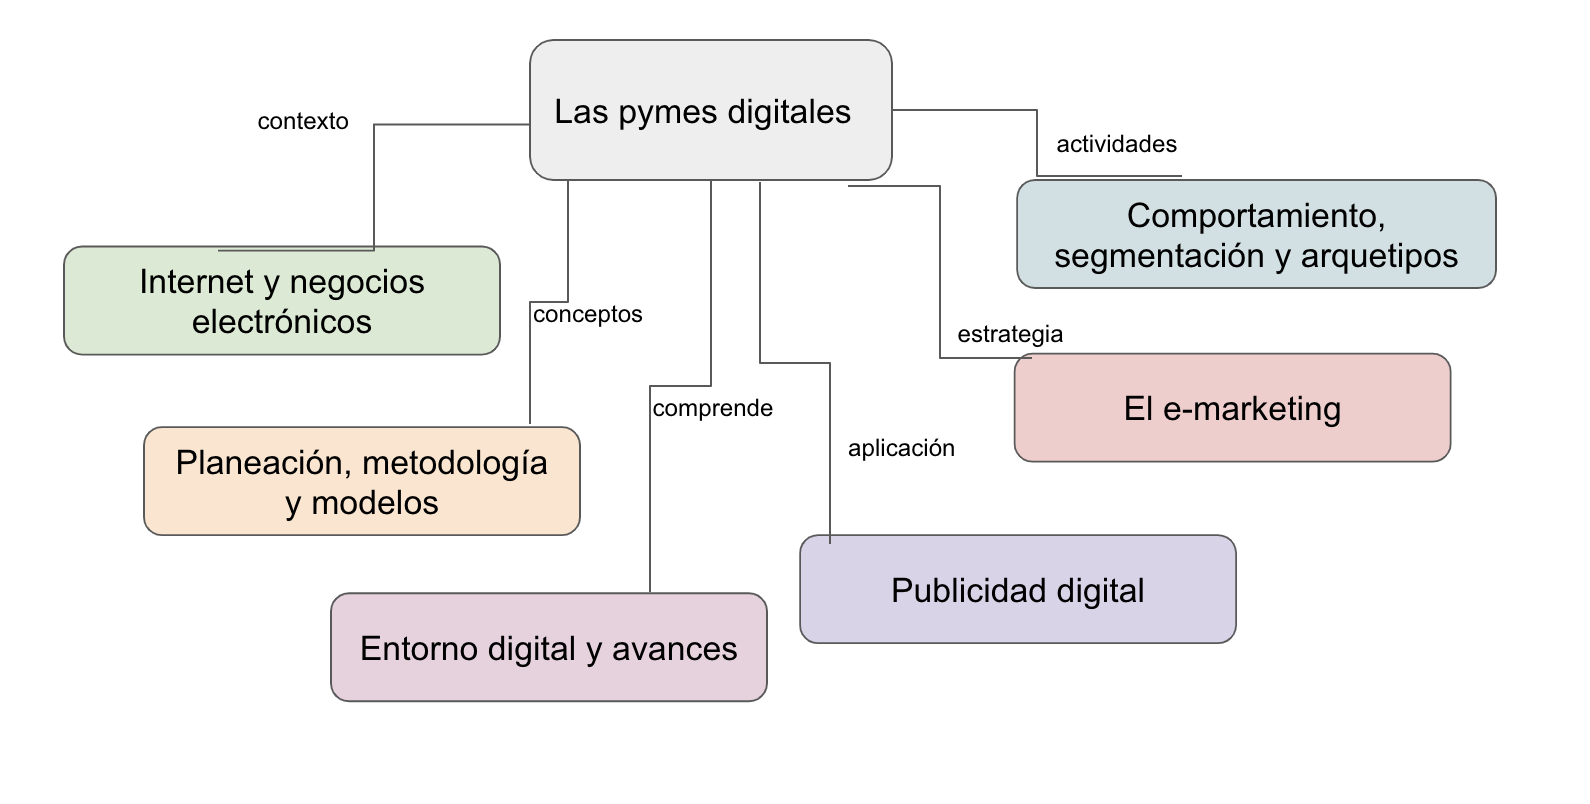 Las pymes digitales
contexto
actividades
Comportamiento,
segmentación y arquetipos
Internet y negocios
electrónicos
conceptos
estrategia
El e-marketing
comprende
aplicación
Planeación, metodología
y modelos
Publicidad digital
Entorno digital y avances